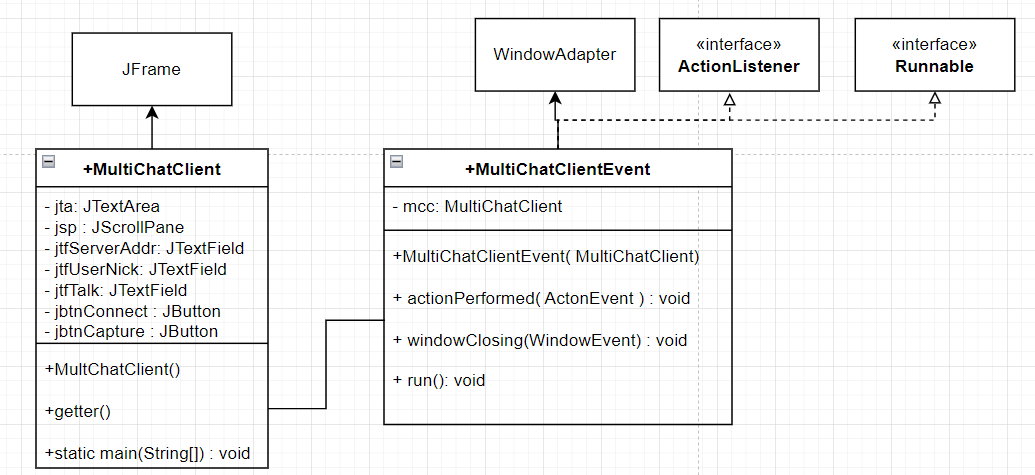 JFrame
WindowAdapter
«interface»
ActionListener
«interface»
Runnable
+MultiChatClient
- jta: JTextArea
- jsp : JScrollPane
- jtfServerAddr: JTextField
- jtfUserNick: JTextField
- jtfTalk: JTextField
- jbtnConnect : JButton
- jbtnCapture : JButton
+MultChatClient()
+getter()
+static main(String[]) : void
+MultiChatClientEvent
- mcc: MultiChatClient
+MultiChatClientEvent( MultiChatClient)
+ actionPerformed( ActonEvent ) : void
+ windowClosing(WindowEvent) : void
+ run(): void